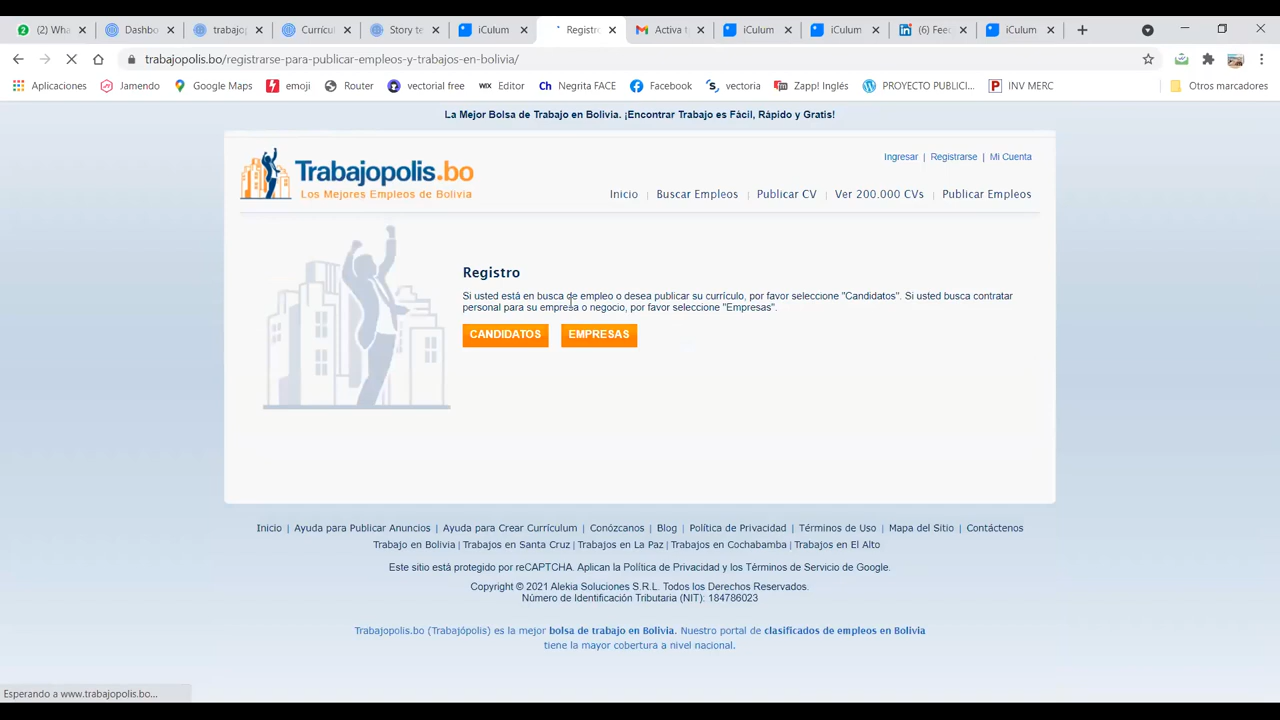 (2) Wha
Dashbo
trabajop
Currícul
Story te
iCulum
Registro
Activa t
iCulum
iCulum
(6) Feed
iCulum
trabajopolis.bo/registrarse-para-publicar-empleos-y-trabajos-en-bolivia/
Aplicaciones
Jamendo
Google Maps
emoji
Router
vectorial free
WIX Editor
Ch Negrita FACE
Facebook
vectoria
Zapp! Inglés
PROYECTO PUBLICI...
INV MERC
Otros marcadores
La Mejor Bolsa de Trabajo en Bolivia. ¡Encontrar Trabajo es Fácil, Rápido y Gratis!
Trabajopolis.bo
Los Mejores Empleos de Bolivia
Ingresar | Registrarse | Mi Cuenta
Inicio | Buscar Empleos | Publicar CV | Ver 200.000 CVs | Publicar Empleos
Registro
Si usted está en busca de empleo o desea publicar su currículo, por favor seleccione "Candidatos". Si usted busca contratar
personal para su empresa o negocio, por favor seleccione "Empresas".
CANDIDATOS EMPRESAS
Inicio | Ayuda para Publicar Anuncios | Ayuda para Crear Currículum | Conózcanos | Blog | Política de Privacidad | Términos de Uso | Mapa del Sitio | Contáctenos
Trabajo en Bolivia | Trabajos en Santa Cruz | Trabajos en La Paz | Trabajos en Cochabamba | Trabajos en El Alto
Este sitio está protegido por reCAPTCHA. Aplican la Política de Privacidad y los Términos de Servicio de Google.
Copyright © 2021 Alekia Soluciones S.R.L. Todos los Derechos Reservados.
Número de Identificación Tributaria (NIT): 184786023
Trabajopolis.bo (Trabajópolis) es la mejor bolsa de trabajo en Bolivia. Nuestro portal de clasificados de empleos en Bolivia
tiene la mayor cobertura a nivel nacional.
Esperando a www.trabajopolis.bo...